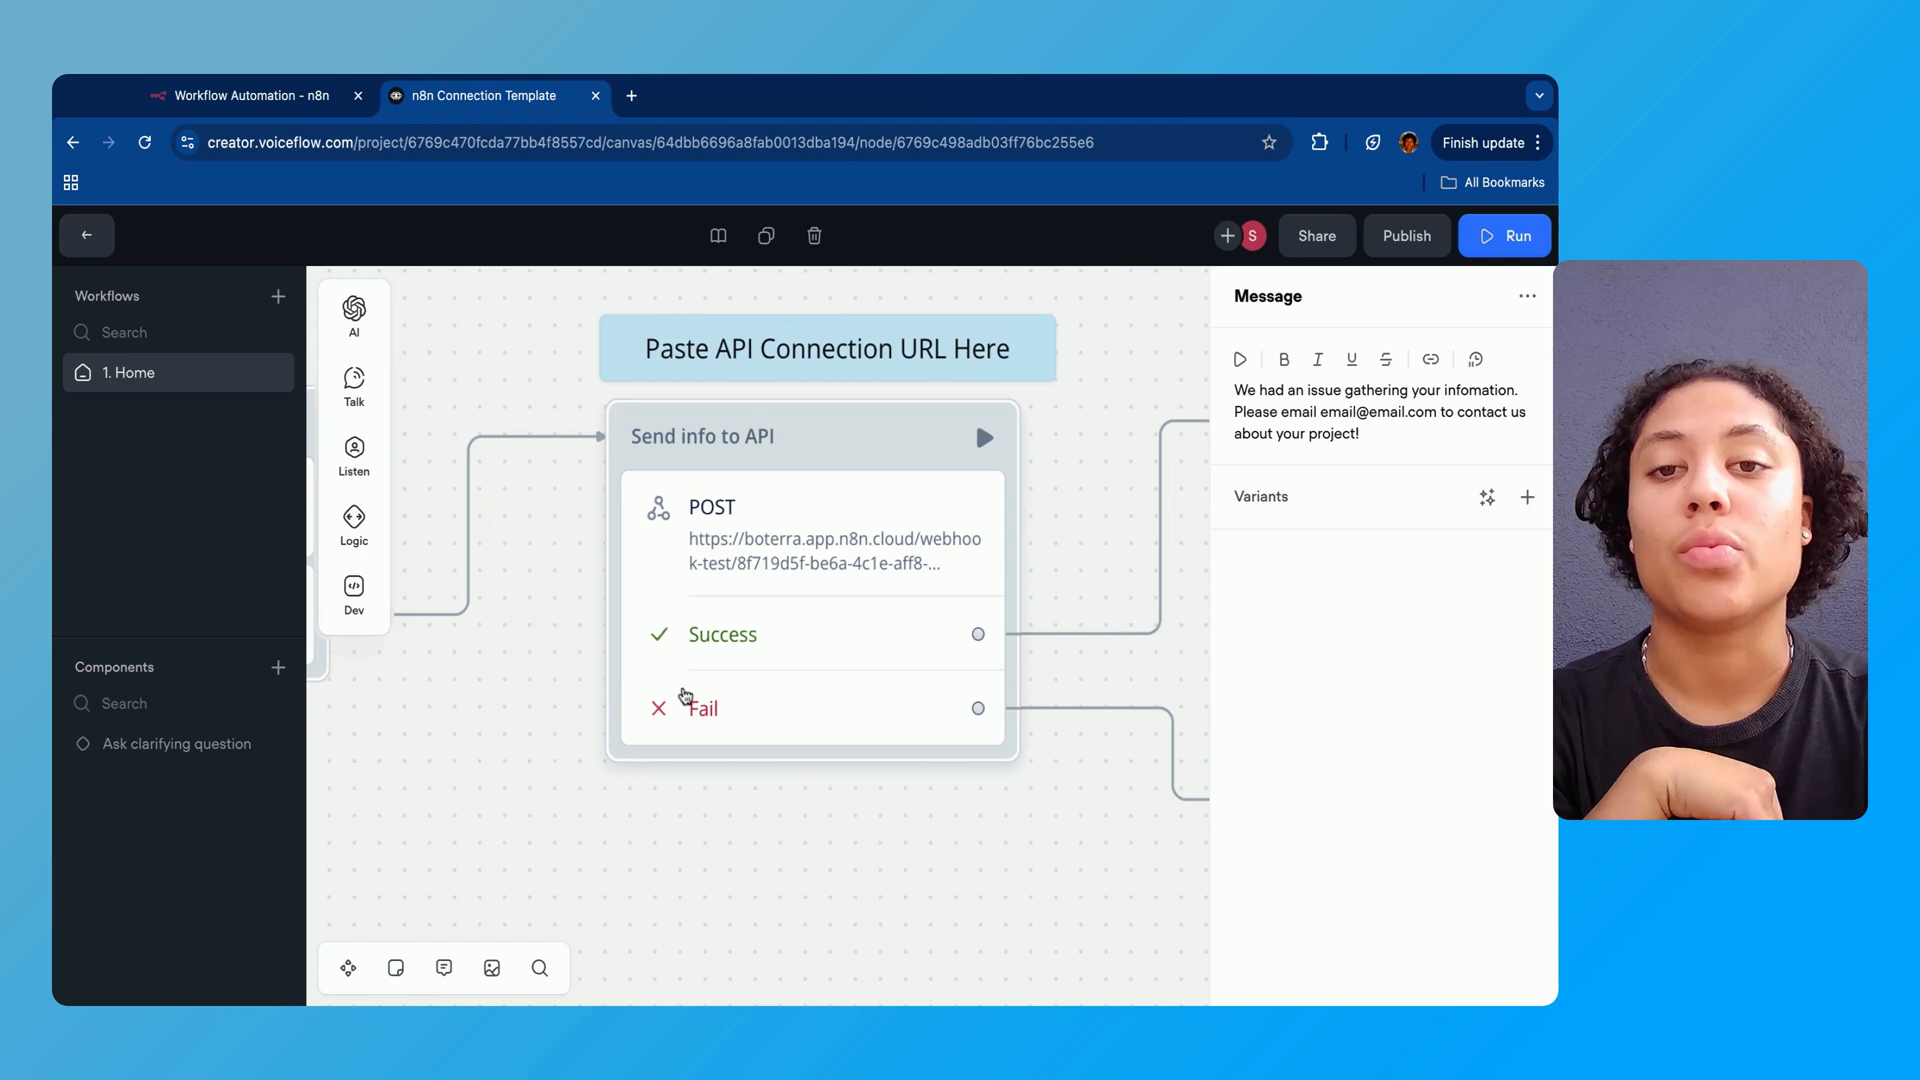 Workflow Automation - n8n
n8n Connection Template
creator.voiceflow.com/project/6769c470fcda77bb4f8557cd/canvas/64dbb6696a8fab0013dba194/node/6769c498adb03ff76bc255e6
Finish update
All Bookmarks
S
Share
Publish
Run
Workflows
Search
1. Home
Components
Search
Ask clarifying question
AI
Talk
Listen
Logic
Dev
Paste API Connection URL Here
Send info to API
POST
https://boterra.app.n8n.cloud/webhoo
k-test/8f719d5f-be6a-4c1e-aff8-...
Success
Fail
Message
B I U S
We had an issue gathering your infomation.
Please email email@email.com to contact us
about your project!
Variants